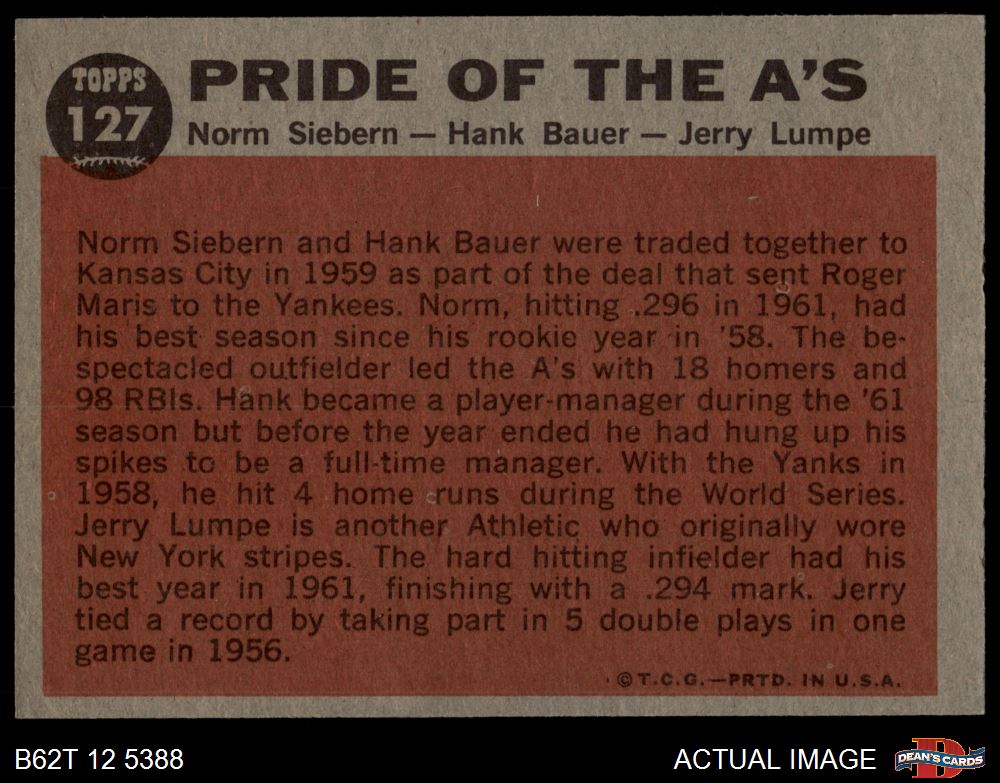 TOPPS
127
PRIDE OF THE A'S
Norm Siebern — Hank Bauer — Jerry Lumpe
Norm Siebern and Hank Bauer were traded together to
Kansas City in 1959 as part of the deal that sent Roger
Maris to the Yankees. Norm, hitting .296 in 1961, had
his best season since his rookie year in '58. The be-
spectacled outfielder led the A's with 18 homers and
98 RBIs. Hank became a player-manager during the '61
season but before the year ended he had hung up his
spikes to be a full-time manager. With the Yanks in
1958, he hit 4 home runs during the World Series.
Jerry Lumpe is another Athletic who originally wore
New York stripes. The hard hitting infielder had his
best year in 1961, finishing with a .294 mark. Jerry
tied a record by taking part in 5 double plays in one
game in 1956.
©T.C.G.—PRTD. IN U.S.A.
B62T 12 5388
ACTUAL IMAGE
D
DEAN'S CARDS